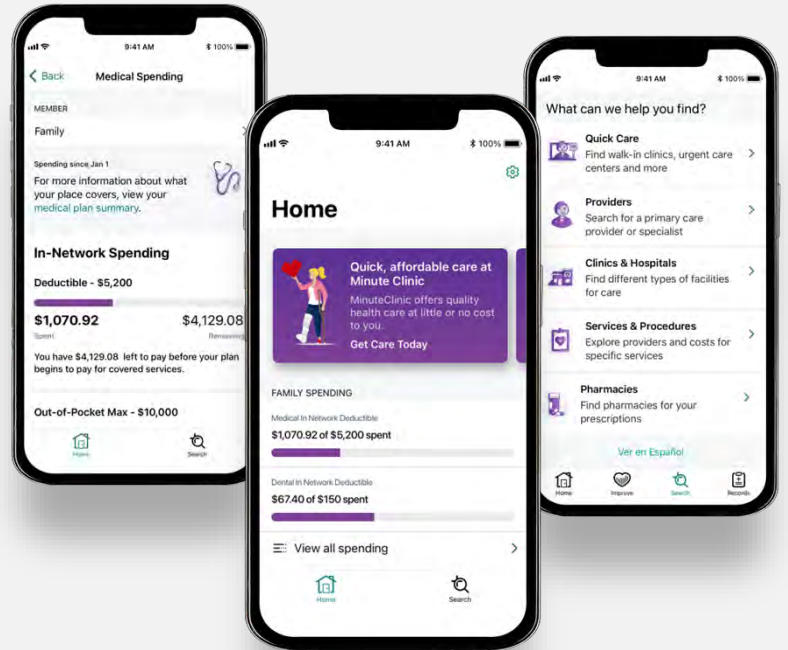 9:41 AM
100%
Back
Medical Spending
MEMBER
Family
Spending since Jan 1
For more information about what
your place covers, view your
medical plan summary.
In-Network Spending
Deductible - $5,200
$1,070.92
$4,129.08
Spent
Remaining
You have $4,129.08 left to pay before your plan
begins to pay for covered services.
Out-of-Pocket Max - $10,000
Home
Search
9:41 AM
100%
Home
Quick, affordable care at
Minute Clinic
MinuteClinic offers quality
health care at little or no cost
to you.
Get Care Today
FAMILY SPENDING
Medical In Network Deductible
$1,070.92 of $5,200 spent
Dental In Network Deductible
$67.40 of $150 spent
View all spending
Home
Search
9:41 AM
100%
What can we help you find?
Quick Care
Find walk-in clinics, urgent care
centers and more
Providers
Search for a primary care
provider or specialist
Clinics & Hospitals
Find different types of facilities
for care
Services & Procedures
Explore providers and costs for
specific services
Pharmacies
Find pharmacies for your
prescriptions
Ver en Español
Home
Improve
Search
Records